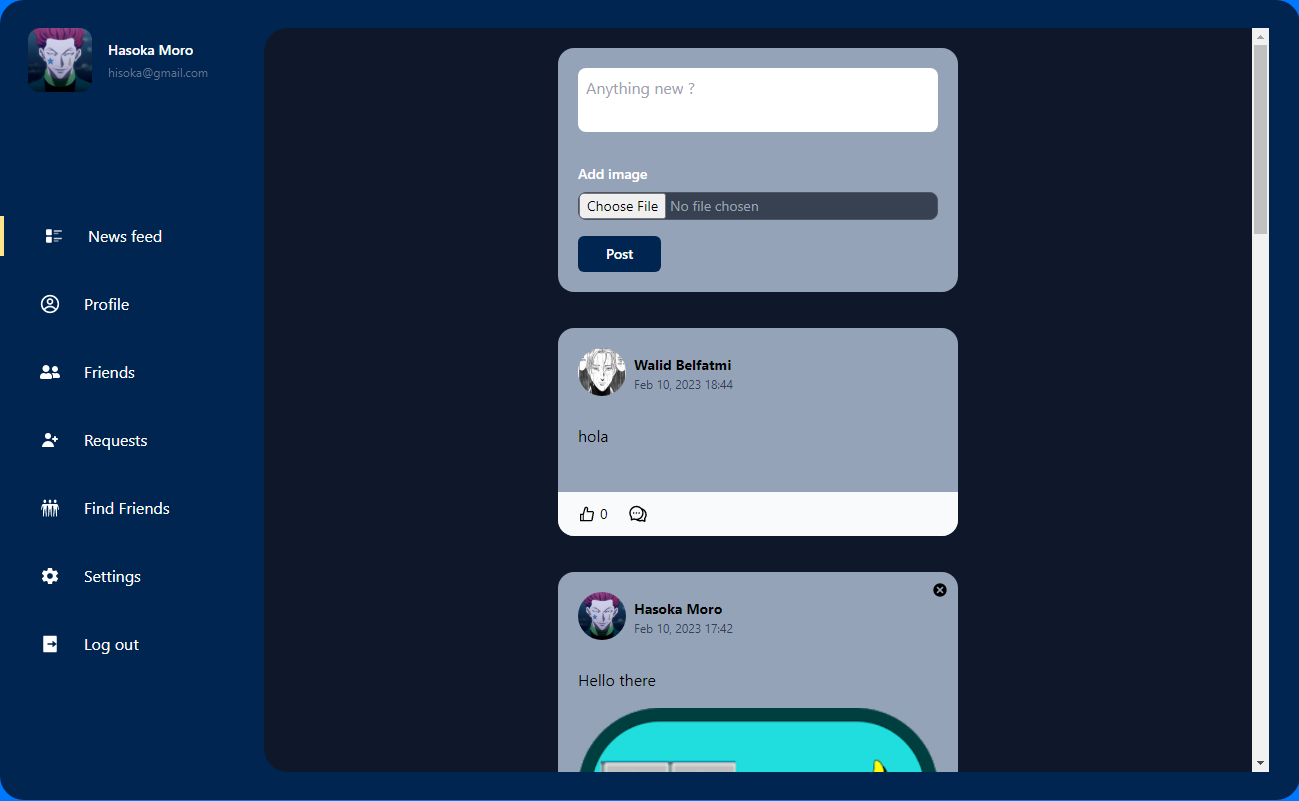 Hasoka Moro
hisoka@gmail.com
News feed
Profile
Friends
Requests
Find Friends
Settings
Log out
Anything new ?
Add image
Choose File No file chosen
Post
Walid Belfatmi
Feb 10, 2023 18:44
hola
0
Hasoka Moro
Feb 10, 2023 17:42
Hello there